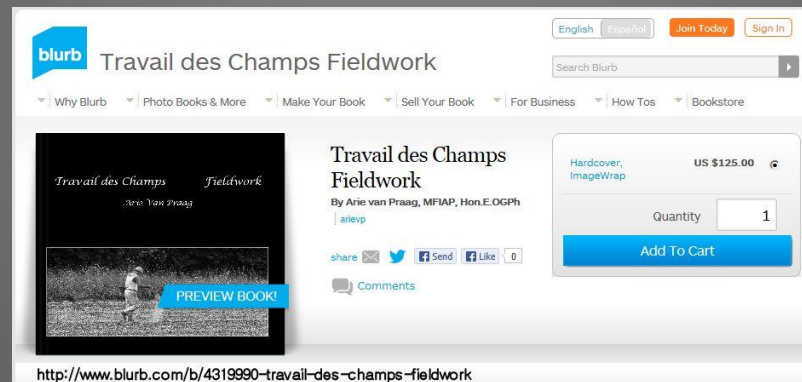 English Español
Join Today
Sign In
blurb
Travail des Champs Fieldwork
Search Blurb
Why Blurb
Photo Books & More
Make Your Book
Sell Your Book
For Business
How Tos
Bookstore
Travail des Champs Fieldwork
Arie Van Praag
PREVIEW BOOK!
Travail des Champs
Fieldwork
By Arie van Praag, MFIAP, Hon.E.OGPh
arievp
share
Send
Like
0
Comments
Hardcover,
ImageWrap
US $125.00
Quantity
1
Add To Cart
http://www.blurb.com/b/4319990-travail-des-champs-fieldwork